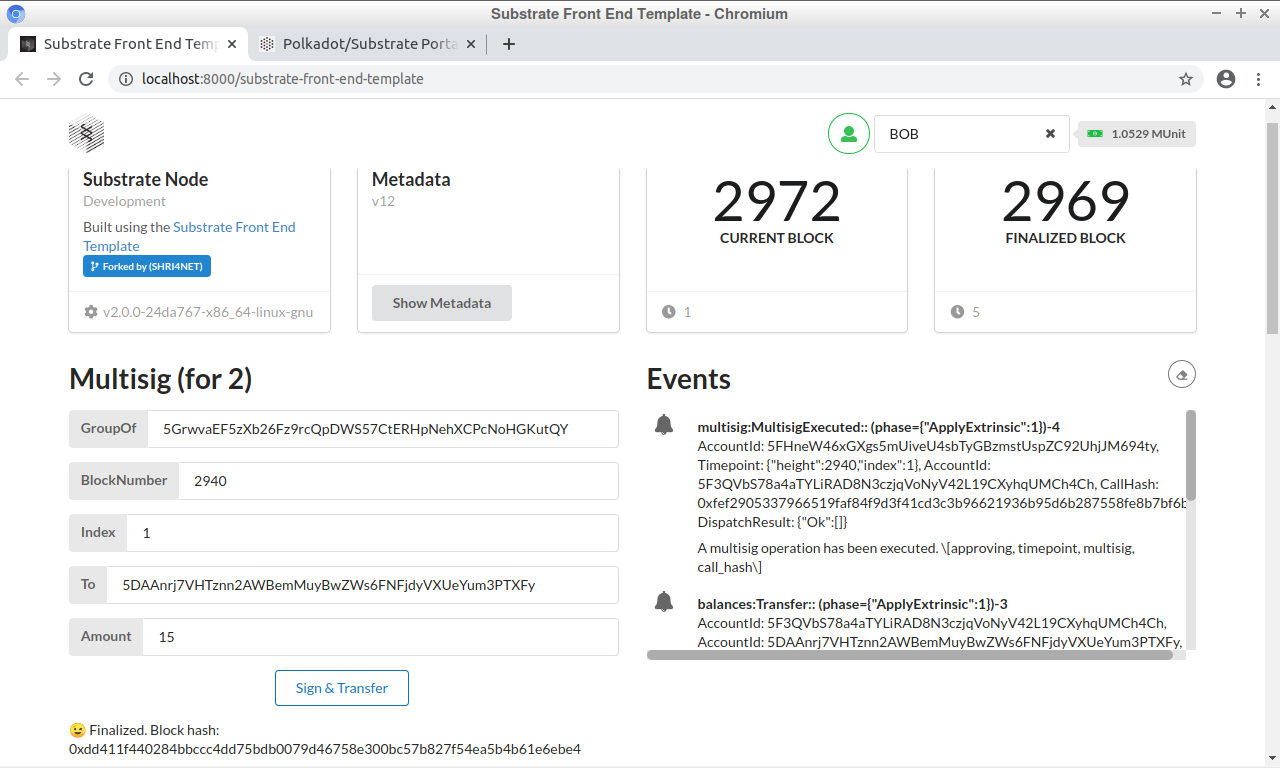 Substrate Front End Template - Chromium
Substrate Front End Temp
Polkadot/Substrate Porta
localhost:8000/substrate-front-end-template
BOB
1.0529 MUnit
Substrate Node
Development
Built using the Substrate Front End
Template
Forked by (SHRI4NET)
v2.0.0-24da767-x86_64-linux-gnu
Metadata
v12
Show Metadata
2972
CURRENT BLOCK
1
2969
FINALIZED BLOCK
5
Multisig (for 2)
GroupOf 5GrwvaEF5zXb26Fz9rcQpDWS57CtERHpNehXCPcNoHGKutQY
BlockNumber 2940
Index 1
To 5DAAnrj7VHTznn2AWBemMuyBwZWs6FNFjdyVXUeYum3PTXFy
Amount 15
Sign & Transfer
😉 Finalized. Block hash:
0xdd411f440284bbccc4dd75bdb0079d46758e300bc57b827f54ea5b4b61e6ebe4
Events
multisig:MultisigExecuted:: (phase={"ApplyExtrinsic":1})-4
AccountId: 5FHneW46xGXgs5mUiveU4sbTyGBzmstUspZC92UhjJM694ty,
Timepoint: {"height":2940,"index":1}, AccountId:
5F3QVbS78a4aTYLiRAD8N3czjqVoNyV42L19CXyhqUMCh4Ch, CallHash:
0xfef2905337966519faf84f9d3f41cd3c3b96621936b95d6b287558fe8b7bf6b
DispatchResult: {"Ok":[]}
A multisig operation has been executed. \[approving, timepoint, multisig,
call_hash\]
balances:Transfer:: (phase={"ApplyExtrinsic":1})-3
AccountId: 5F3QVbS78a4aTYLiRAD8N3czjqVoNyV42L19CXyhqUMCh4Ch,
AccountId: 5DAAnrj7VHTznn2AWBemMuyBwZWs6FNFjdyVXUeYum3PTXFy,